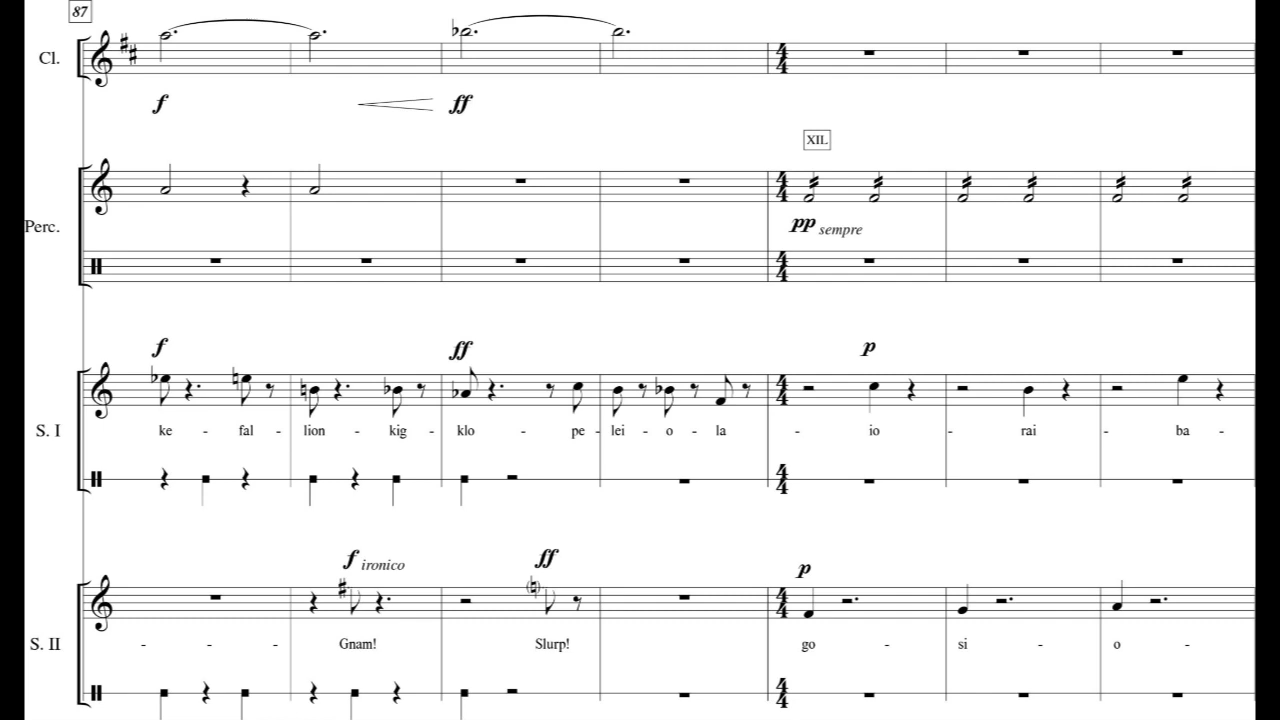 87
Cl.
f ff
XIL
Perc.
pp sempre
f ff p
S. I
ke - fal - lion - kig - klo - pe - lei - o - la - io - rai - ba -
f ironico ff p
S. II
- - - Gnam! Slurp! go - si - o -